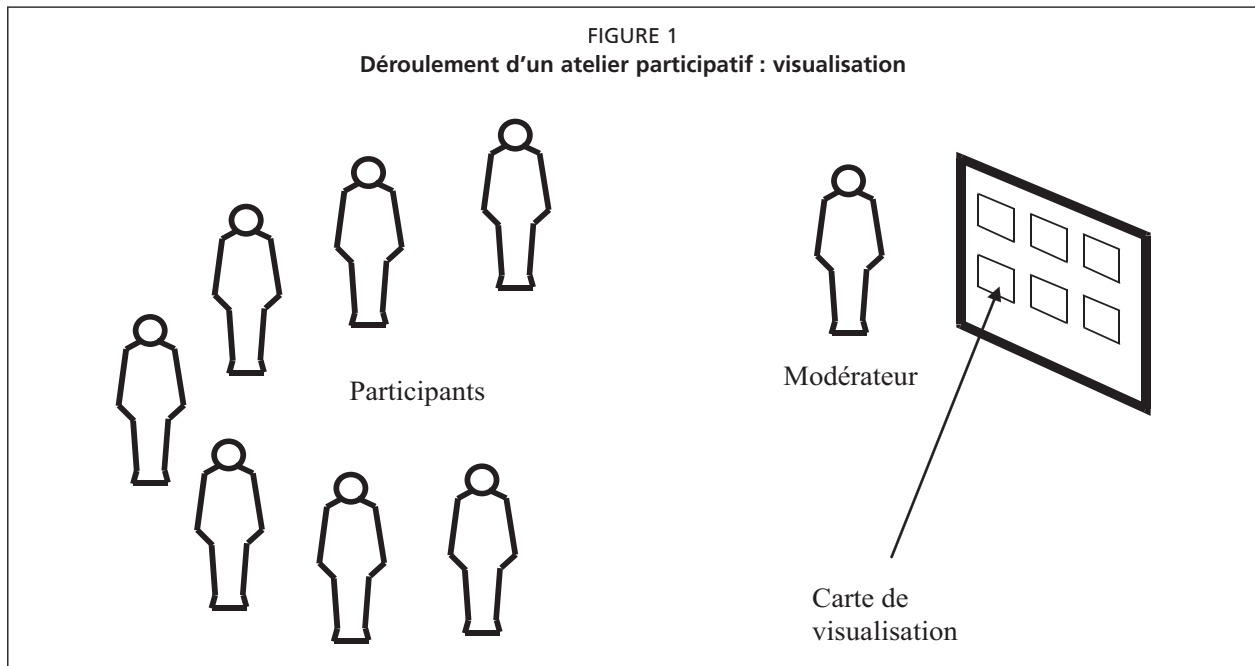 FIGURE 1
Déroulement d’un atelier participatif : visualisation
Participants
Modérateur
Carte de
visualisation